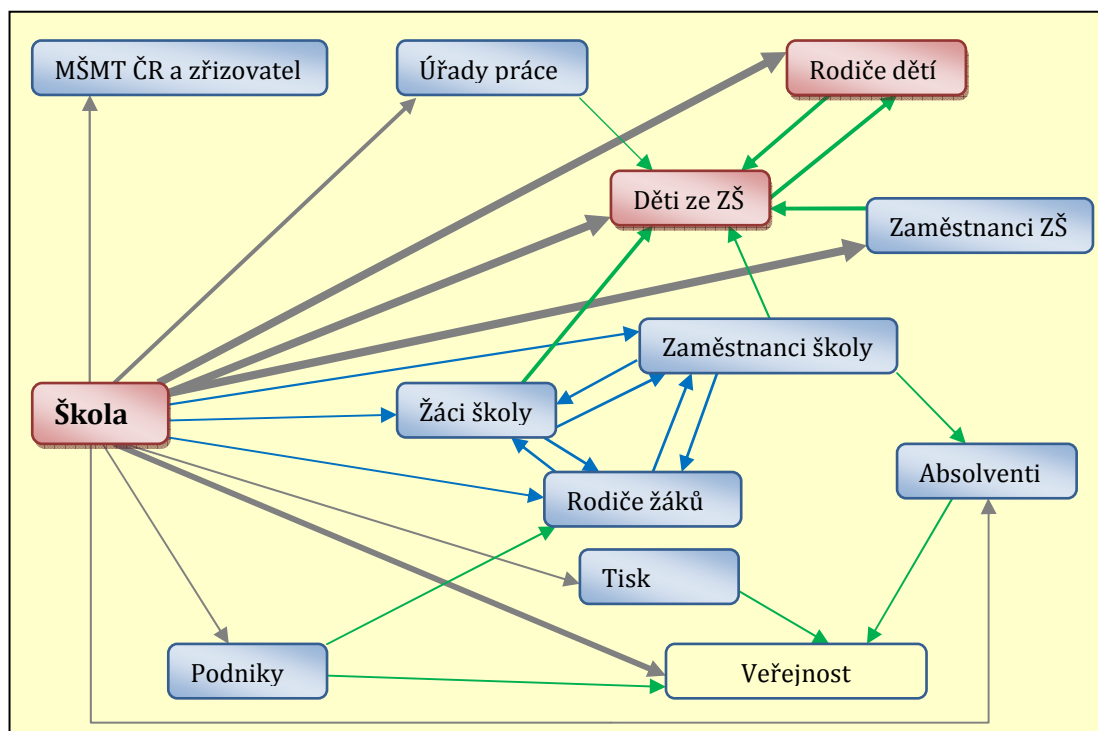 MŠMT ČR a zřizovatel
Úřady práce
Rodiče dětí
Děti ze ZŠ
Zaměstnanci ZŠ
Zaměstnanci školy
Škola
Žáci školy
Absolventi
Rodiče žáků
Tisk
Podniky
Veřejnost